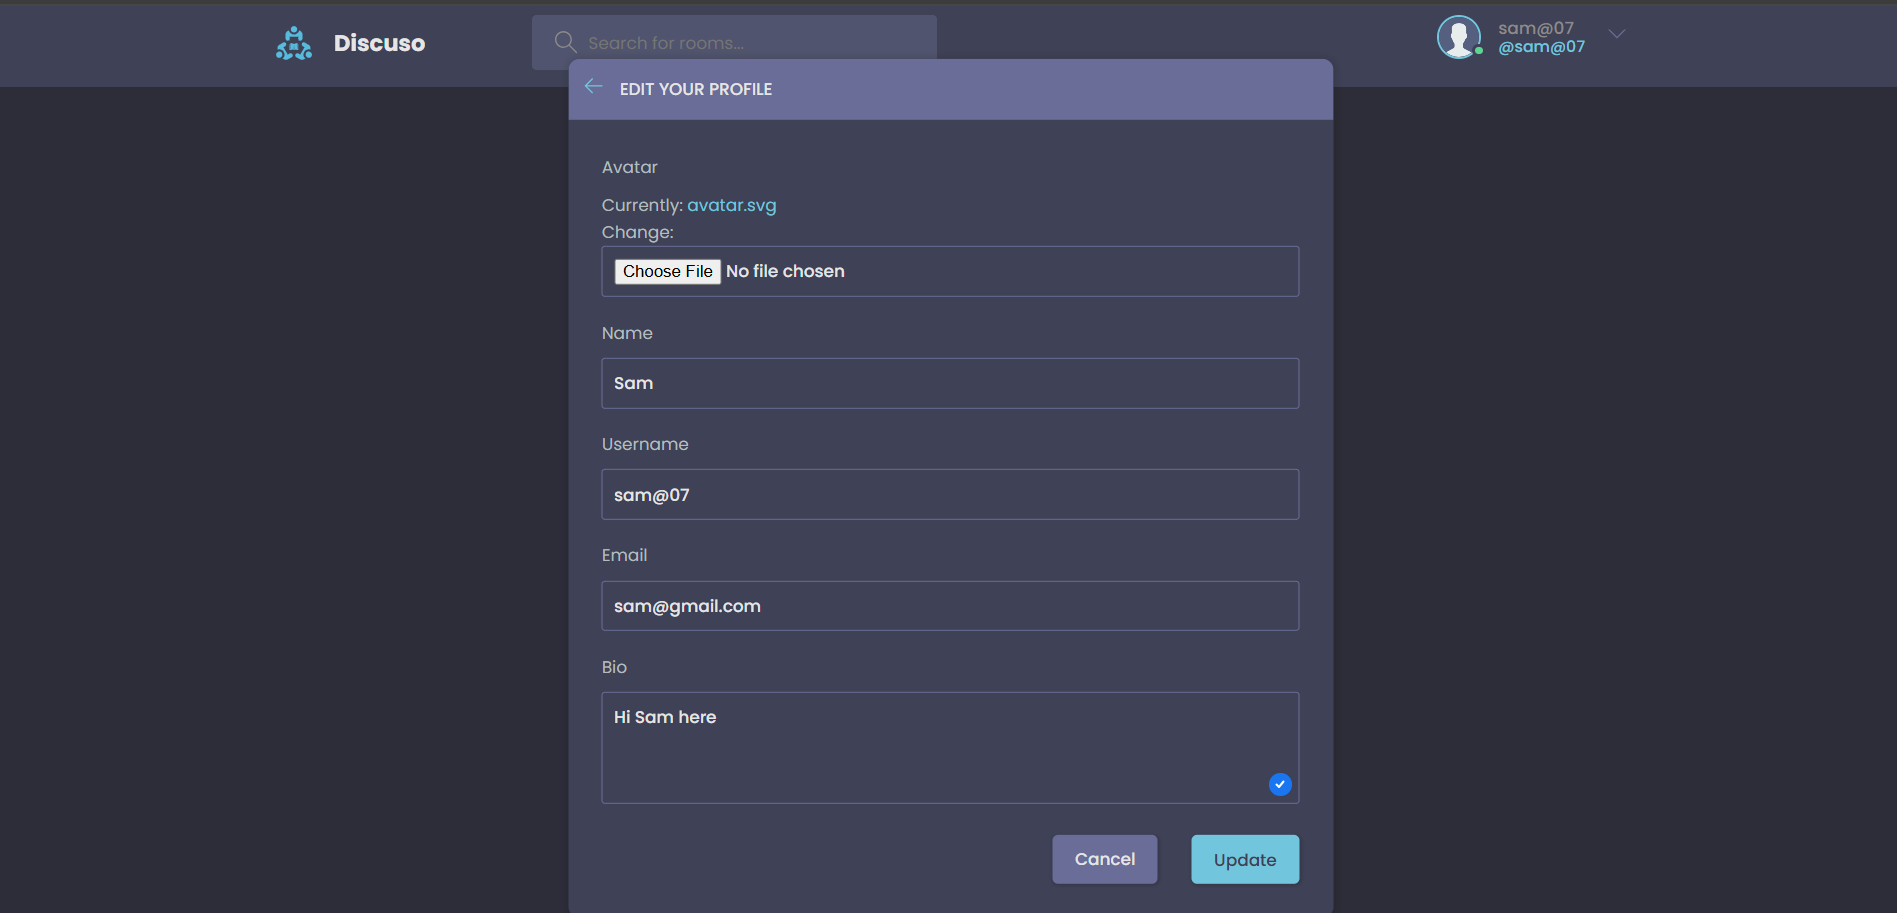 Discuso
Search for rooms...
sam@07
@sam@07
EDIT YOUR PROFILE
Avatar
Currently: avatar.svg
Change:
Choose File No file chosen
Name
Sam
Username
sam@07
Email
sam@gmail.com
Bio
Hi Sam here
Cancel Update